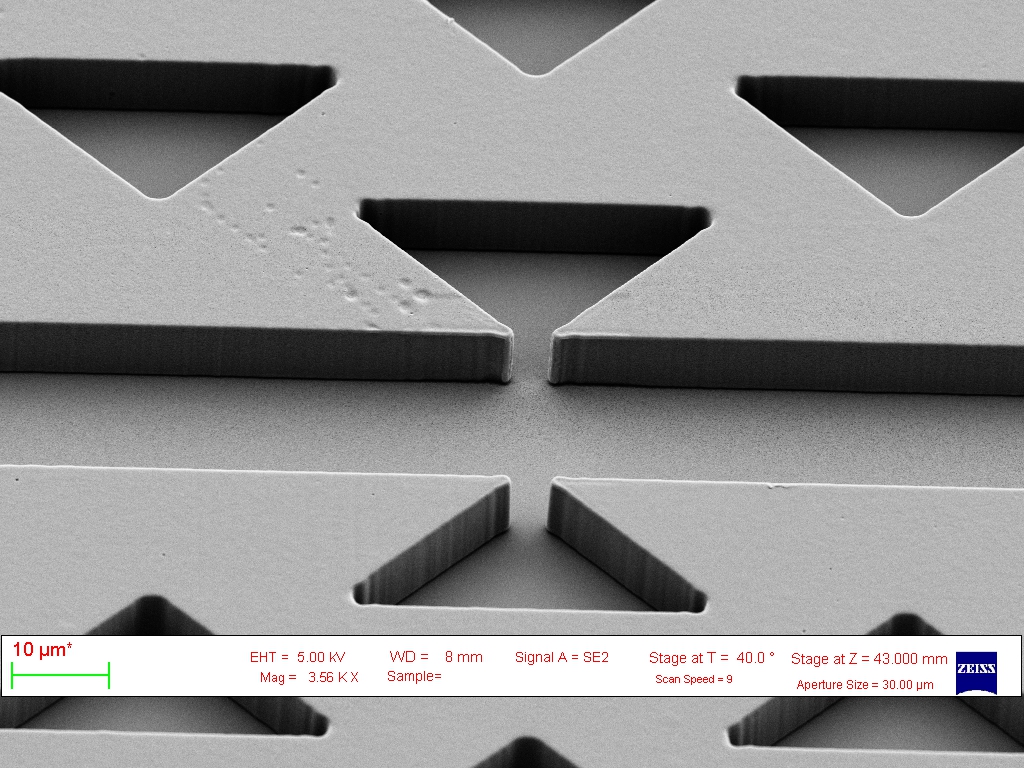 10 µm*
EHT = 5.00 kV WD = 8 mm Signal A = SE2 Stage at T = 40.0 ° Stage at Z = 43.000 mm
Mag = 3.56 K X Sample= Scan Speed = 9 Aperture Size = 30.00 µm
ZEISS